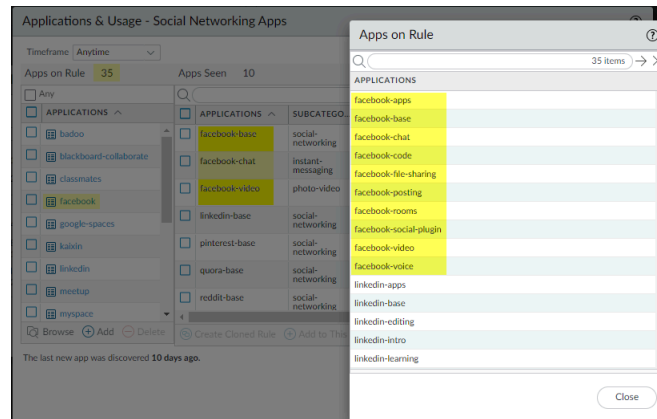 Applications & Usage - Social Networking Apps
Timeframe Anytime
Apps on Rule 35
Apps Seen 10
Any
APPLICATIONS
badoo
blackboard-collaborate
classmates
facebook
google-spaces
kaixin
linkedin
meetup
myspace
Browse Add Delete
APPLICATIONS SUBCATEGO...
facebook-base social-networking
facebook-chat instant-messaging
facebook-video photo-video
linkedin-base social-networking
pinterest-base social-networking
quora-base social-networking
reddit-base social-networking
Create Cloned Rule Add to This
The last new app was discovered 10 days ago.
Apps on Rule
35 items
APPLICATIONS
facebook-apps
facebook-base
facebook-chat
facebook-code
facebook-file-sharing
facebook-posting
facebook-rooms
facebook-social-plugin
facebook-video
facebook-voice
linkedin-apps
linkedin-base
linkedin-editing
linkedin-intro
linkedin-learning
Close